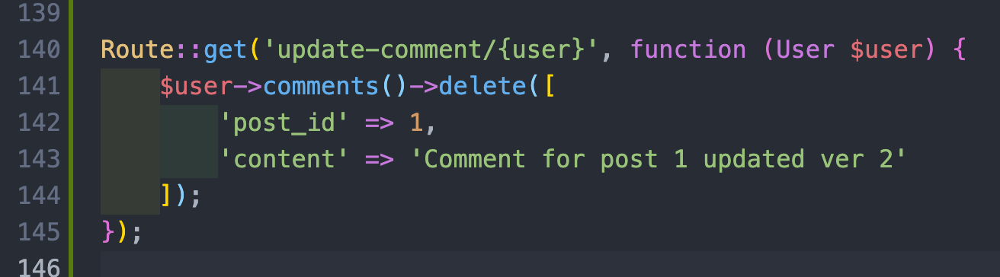 139
140 Route::get('update-comment/{user}', function (User $user) {
141 $user->comments()->delete([
142 'post_id' => 1,
143 'content' => 'Comment for post 1 updated ver 2'
144 ]);
145 });
146